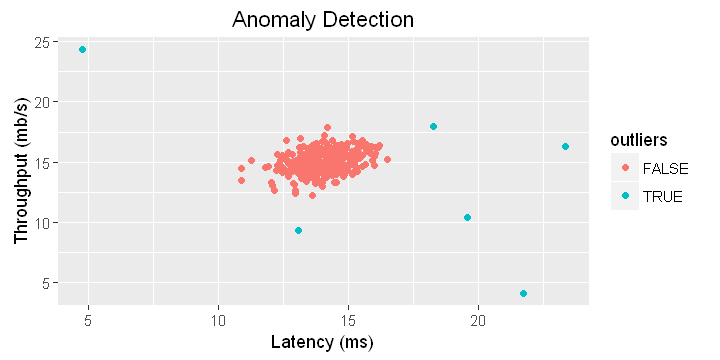 Anomaly Detection
Throughput (mb/s)
25
20
15
10
5
5
10
15
20
Latency (ms)
outliers
FALSE
TRUE